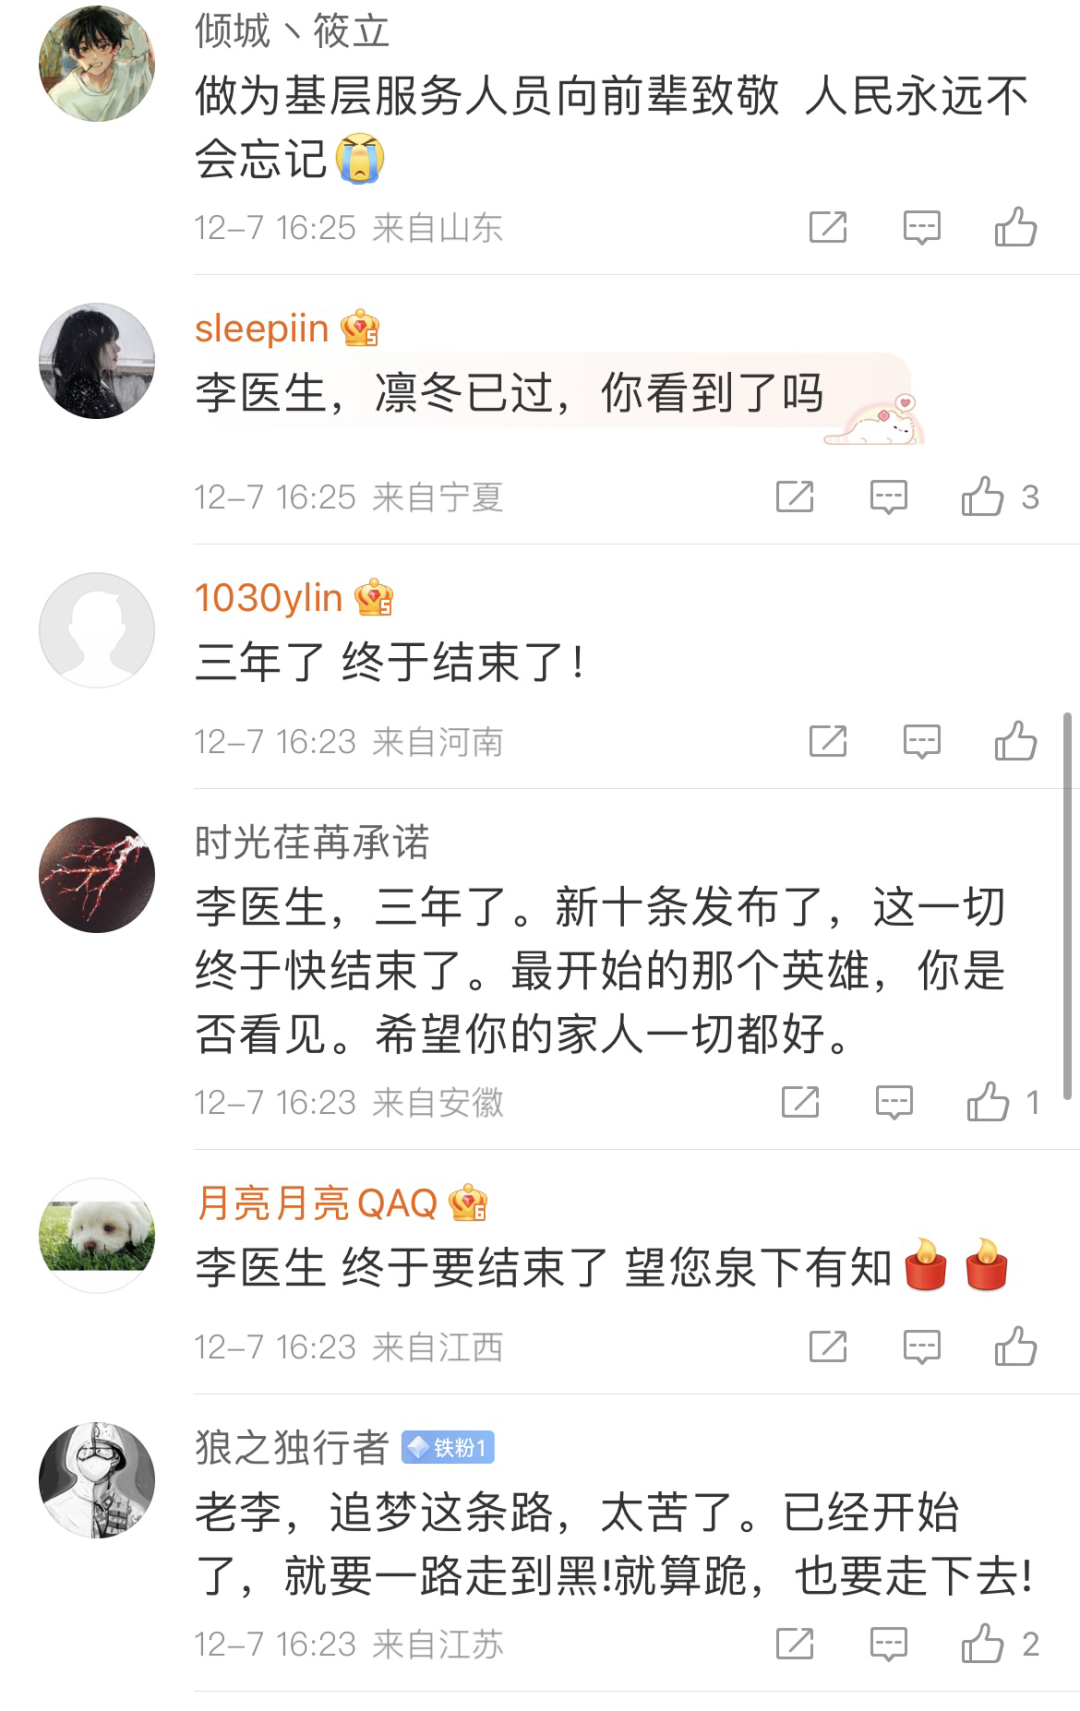 倾城丶筱立
做为基层服务人员向前辈致敬 人民永远不
会忘记
12-7 16:25 来自山东
sleepiin 5
李医生，凛冬已过，你看到了吗
12-7 16:25 来自宁夏 3
1030ylin 5
三年了 终于结束了！
12-7 16:23 来自河南
时光荏苒承诺
李医生，三年了。新十条发布了，这一切
终于快结束了。最开始的那个英雄，你是
否看见。希望你的家人一切都好。
12-7 16:23 来自安徽 1
月亮月亮QAQ 6
李医生 终于要结束了 望您泉下有知
12-7 16:23 来自江西
狼之独行者 铁粉1
老李，追梦这条路，太苦了。已经开始
了，就要一路走到黑!就算跪，也要走下去!
12-7 16:23 来自江苏 2